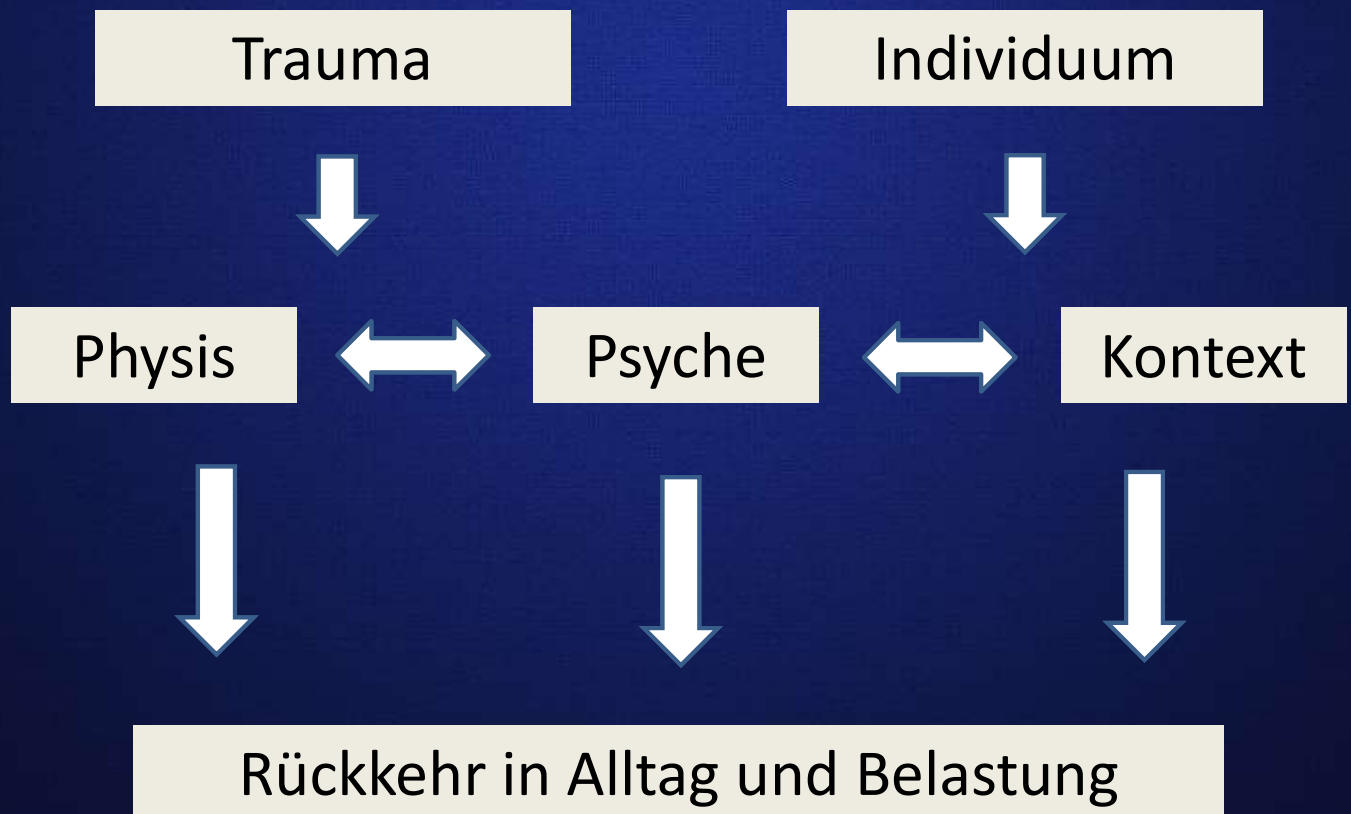 Trauma
Individuum
Physis
Psyche
Kontext
Rückkehr in Alltag und Belastung